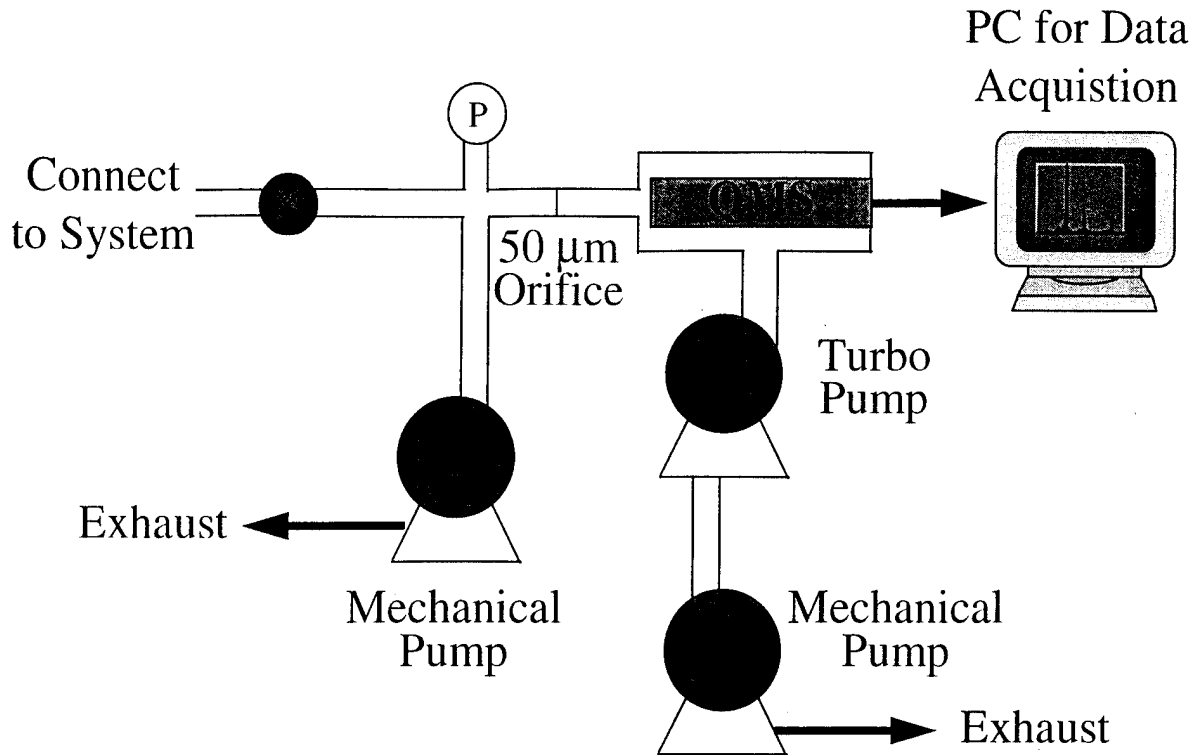 PC for Data
Acquistion
P
Connect
to System
QMS
50 μm
Orifice
Turbo
Pump
Exhaust
Mechanical
Pump
Mechanical
Pump
Exhaust